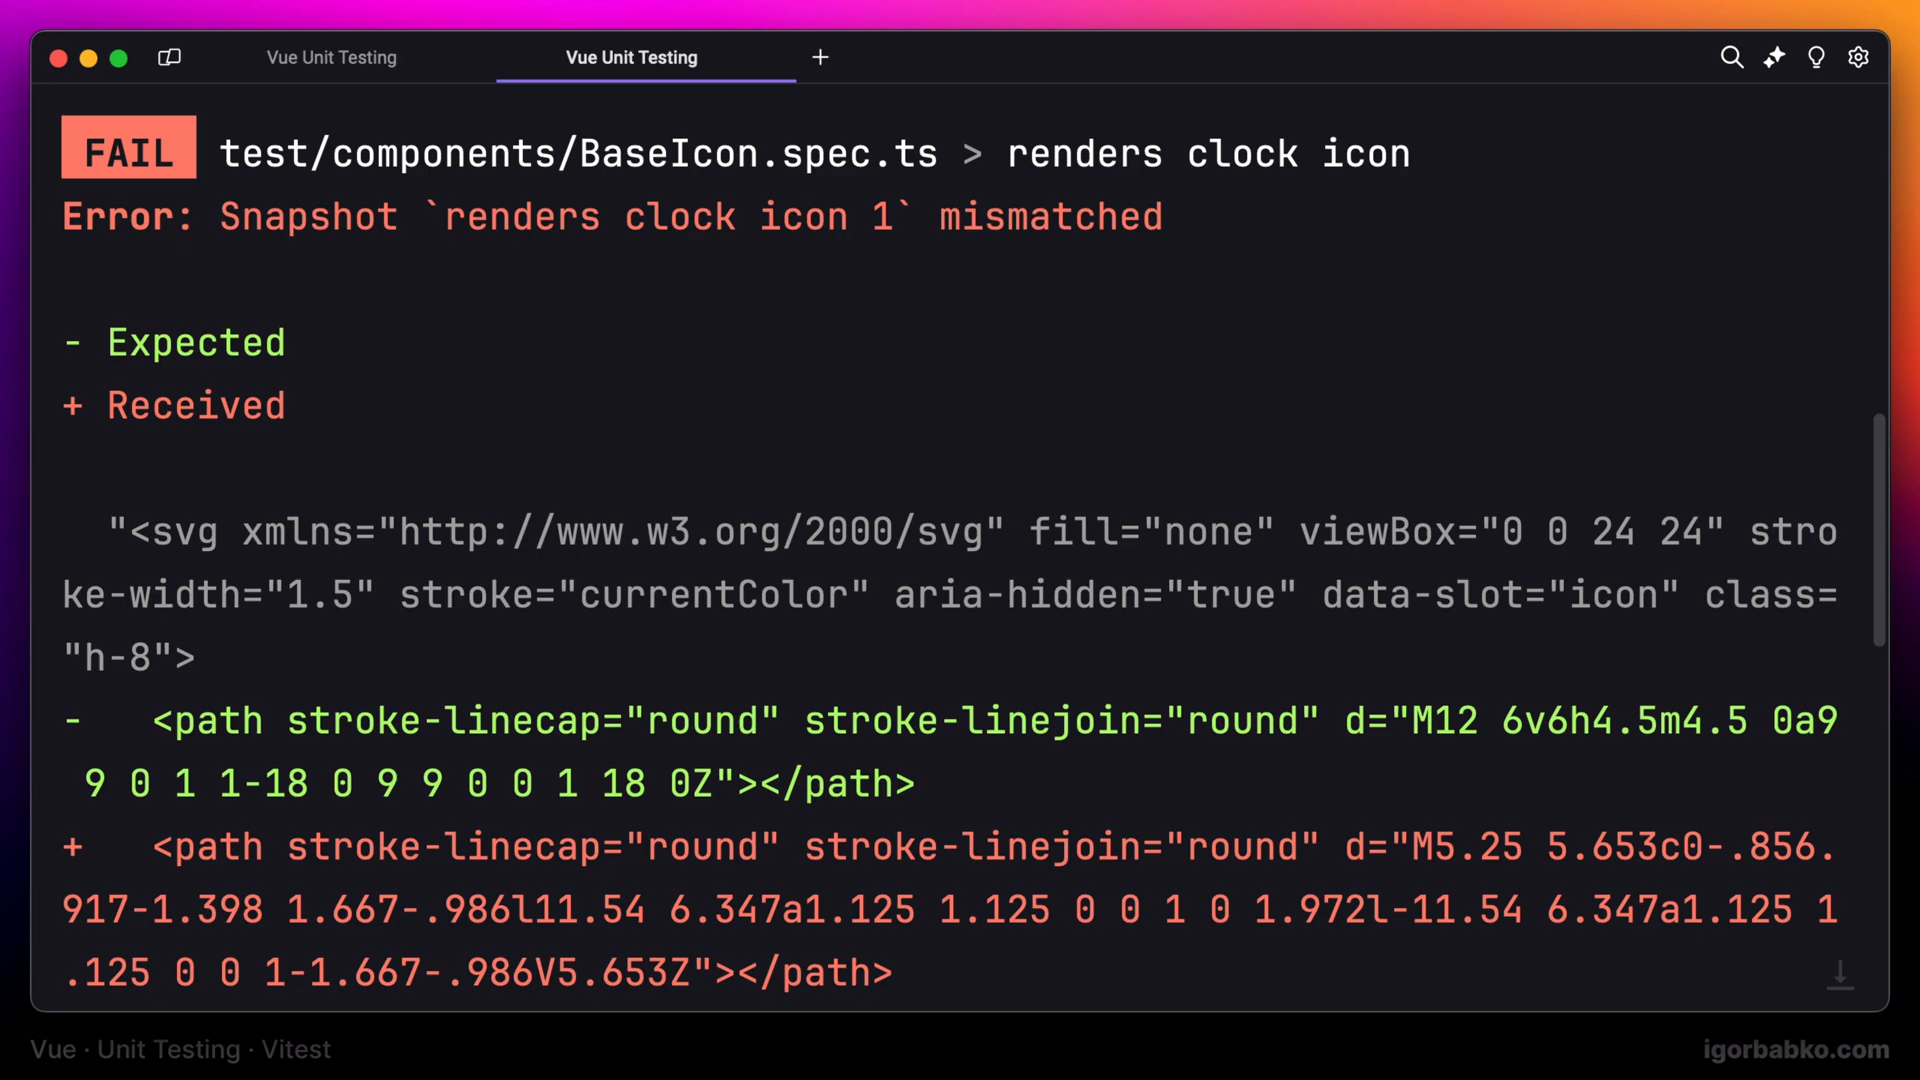 Vue Unit Testing
Vue Unit Testing
FAIL test/components/BaseIcon.spec.ts > renders clock icon
Error: Snapshot `renders clock icon 1` mismatched
- Expected
+ Received
"<svg xmlns="http://www.w3.org/2000/svg" fill="none" viewBox="0 0 24 24" stro
ke-width="1.5" stroke="currentColor" aria-hidden="true" data-slot="icon" class=
"h-8">
-   <path stroke-linecap="round" stroke-linejoin="round" d="M12 6v6h4.5m4.5 0a9
 9 0 1 1-18 0 9 9 0 0 1 18 0Z"></path>
+   <path stroke-linecap="round" stroke-linejoin="round" d="M5.25 5.653c0-.856.
917-1.398 1.667-.986l11.54 6.347a1.125 1.125 0 0 1 0 1.972l-11.54 6.347a1.125 1
.125 0 0 1-1.667-.986V5.653Z"></path>
Vue · Unit Testing · Vitest
igorbabko.com